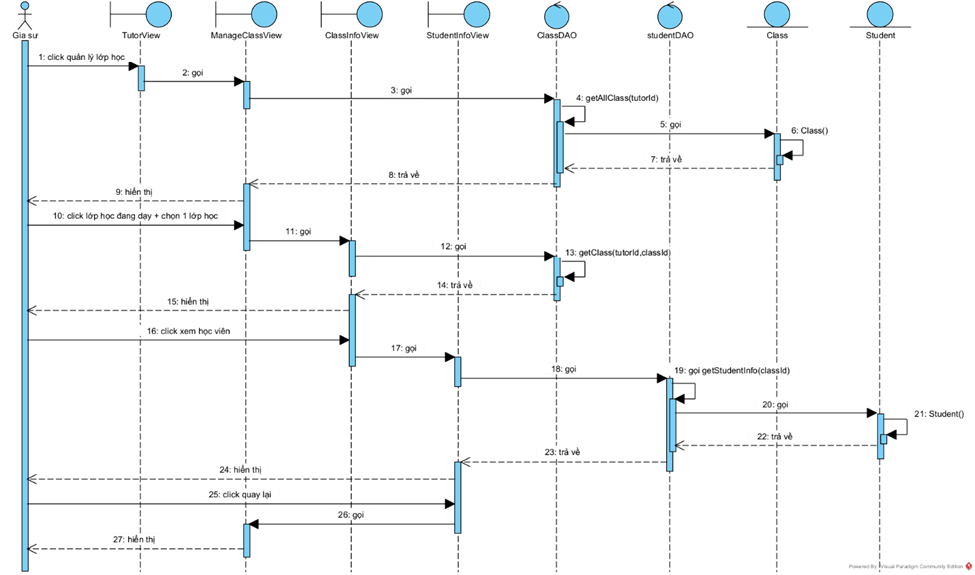 Gia sư
TutorView
ManageClassView
ClassInfoView
StudentInfoView
ClassDAO
studentDAO
Class
Student
1: click quản lý lớp học
2: gọi
3: gọi
4: getAllClass(tutorId)
5: gọi
6: Class()
7: trả về
8: trả về
9: hiển thị
10: click lớp học đang dạy + chọn 1 lớp học
11: gọi
12: gọi
13: getClass(tutorId,classId)
14: trả về
15: hiển thị
16: click xem học viên
17: gọi
18: gọi
19: gọi getStudentInfo(classId)
20: gọi
21: Student()
22: trả về
23: trả về
24: hiển thị
25: click quay lại
26: gọi
27: hiển thị
Powered By Visual Paradigm Community Edition